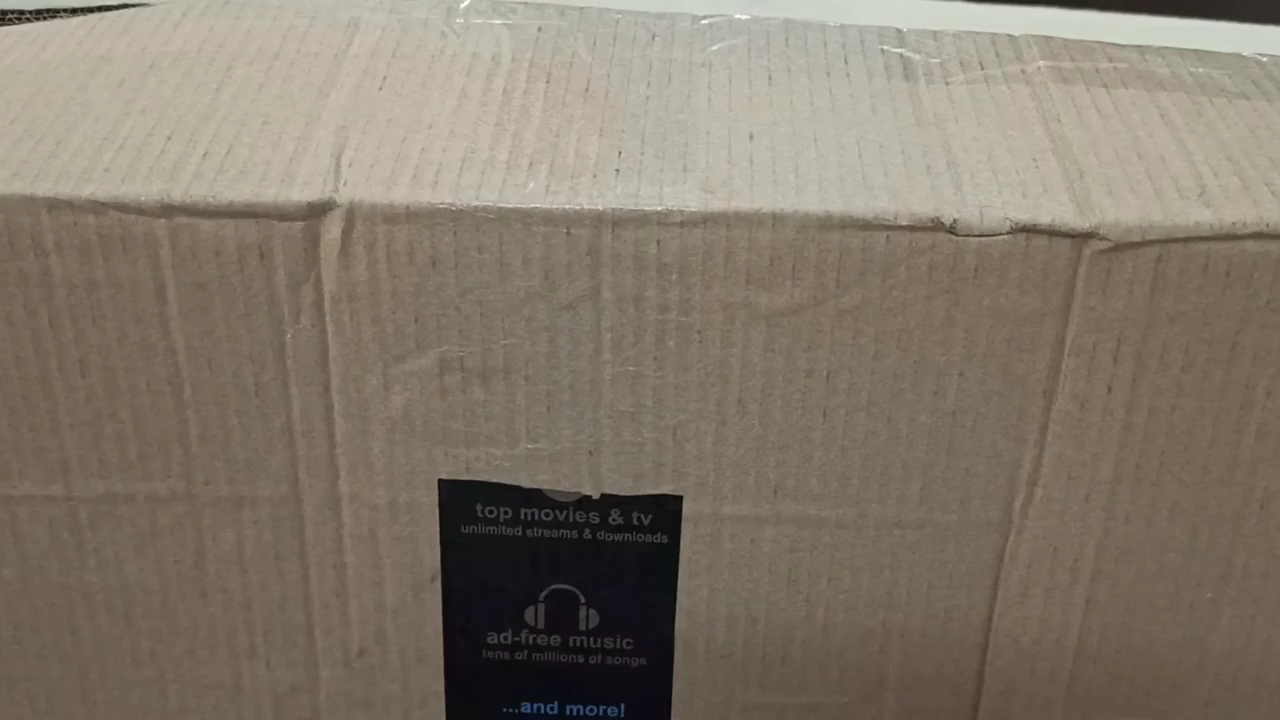 top movies & tv
unlimited streams & downloads
ad-free music
tens of millions of songs
...and more!